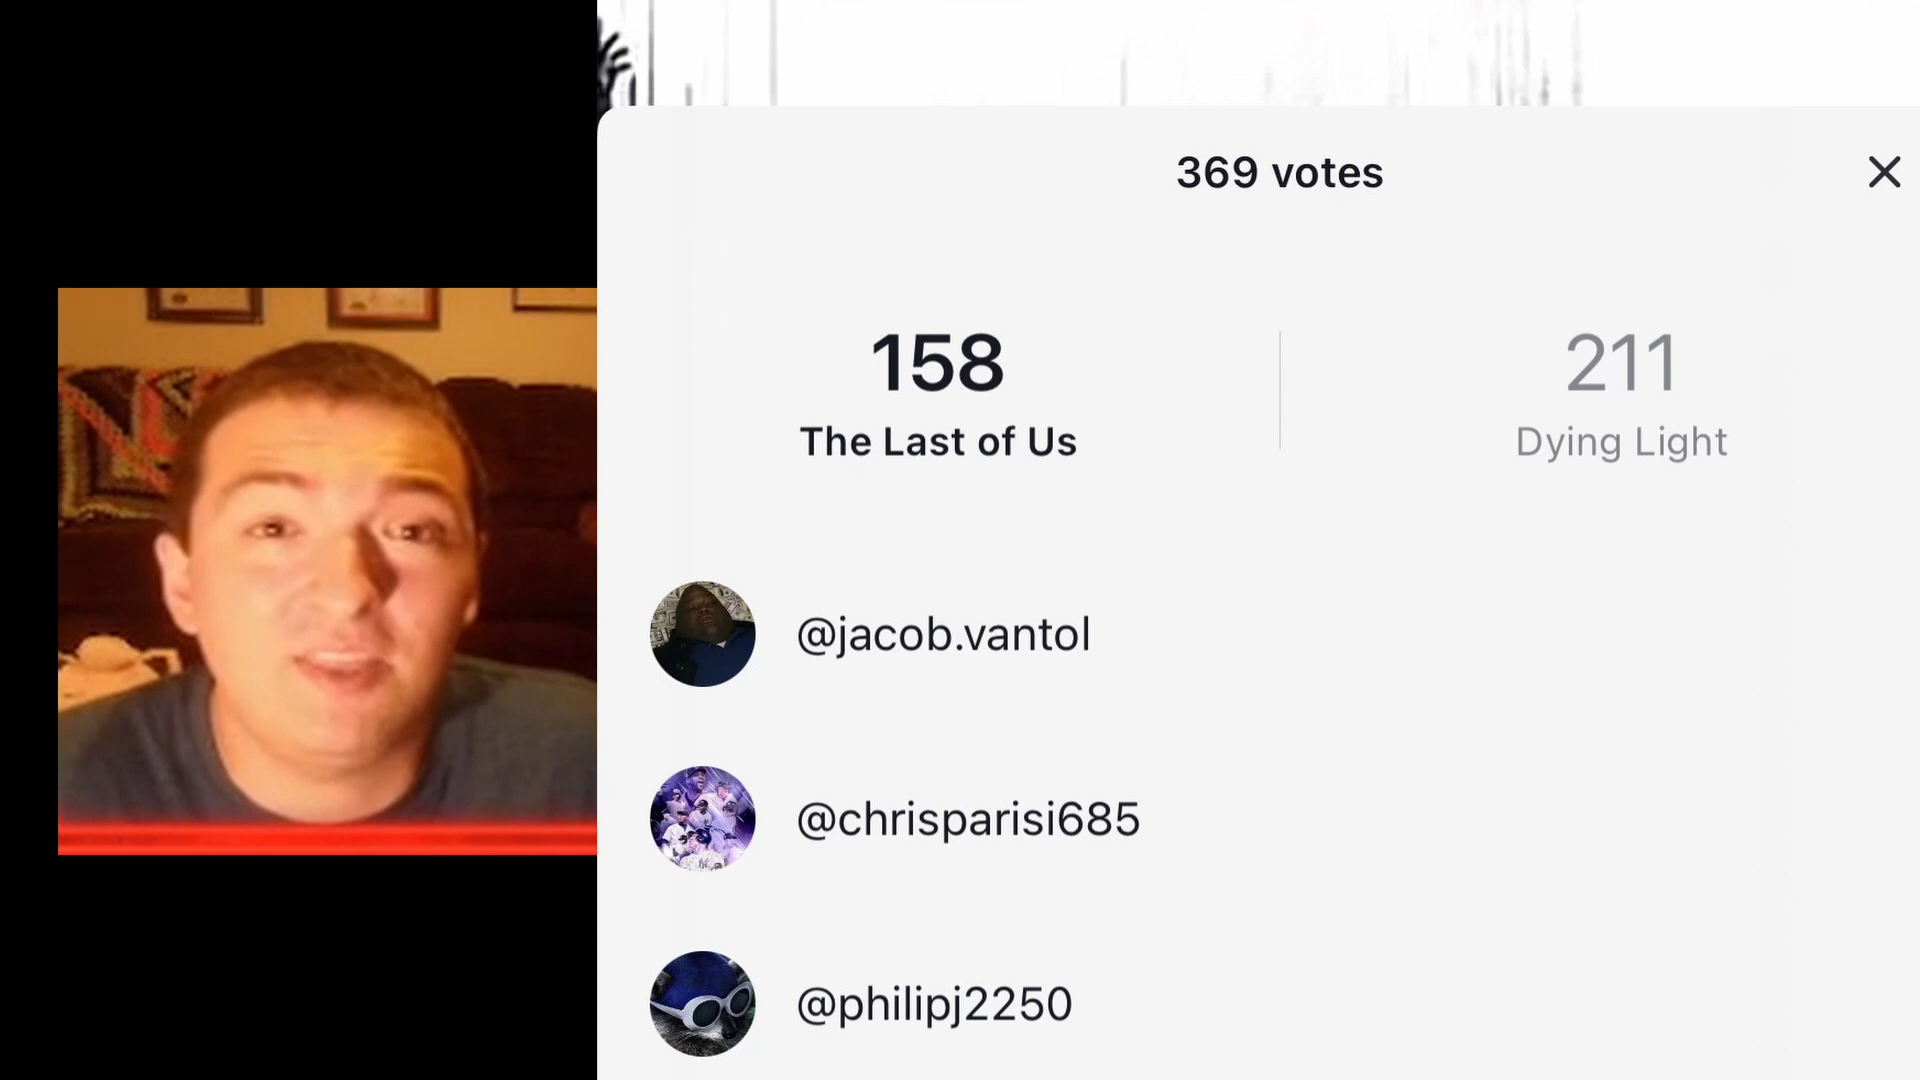 369 votes
158
The Last of Us
211
Dying Light
@jacob.vantol
@chrisparisi685
@philipj2250